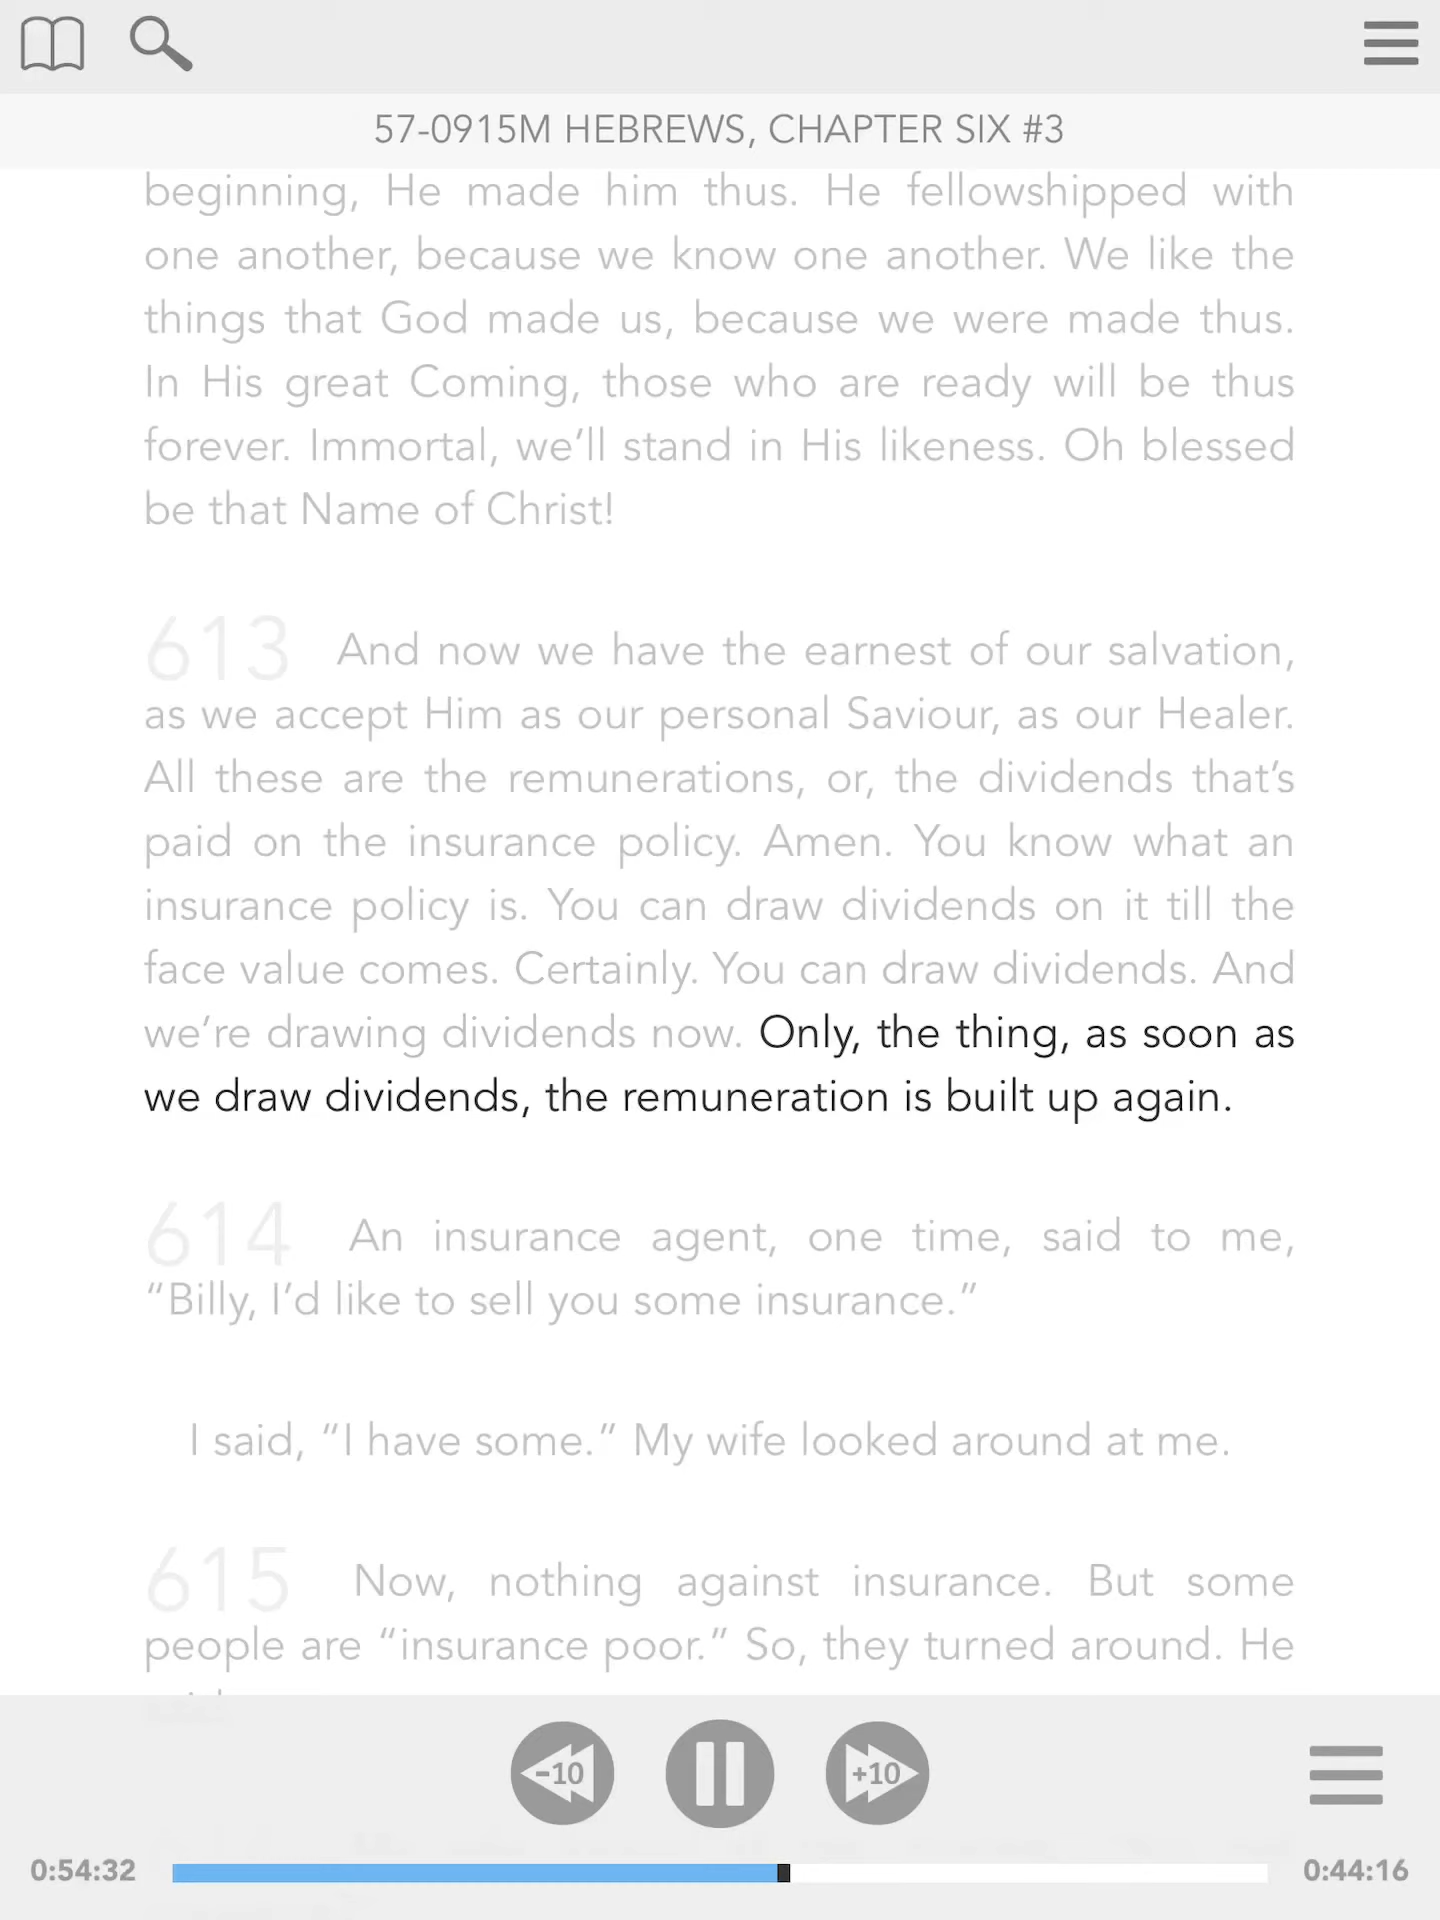 57-0915M HEBREWS, CHAPTER SIX #3
beginning, He made him thus. He fellowshipped with
one another, because we know one another. We like the
things that God made us, because we were made thus.
In His great Coming, those who are ready will be thus
forever. Immortal, we’ll stand in His likeness. Oh blessed
be that Name of Christ!
613 And now we have the earnest of our salvation,
as we accept Him as our personal Saviour, as our Healer.
All these are the remunerations, or, the dividends that’s
paid on the insurance policy. Amen. You know what an
insurance policy is. You can draw dividends on it till the
face value comes. Certainly. You can draw dividends. And
we’re drawing dividends now. Only, the thing, as soon as
we draw dividends, the remuneration is built up again.
614 An insurance agent, one time, said to me,
“Billy, I’d like to sell you some insurance.”
I said, “I have some.” My wife looked around at me.
615 Now, nothing against insurance. But some
people are “insurance poor.” So, they turned around. He
-10 +10
0:54:32 0:44:16